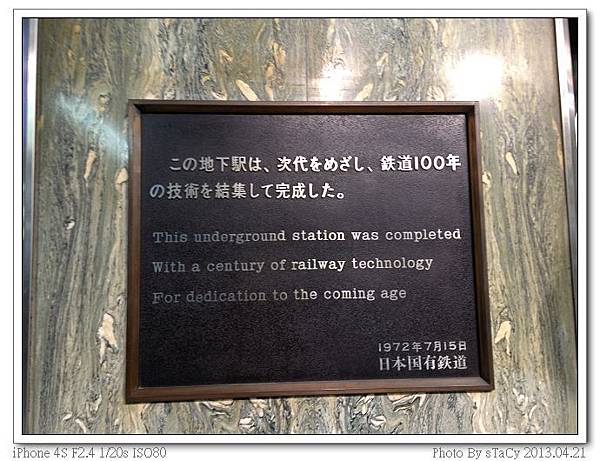 この地下駅は、次代をめざし、鉄道100年
の技術を結集して完成した。
This underground station was completed
With a century of railway technology
For dedication to the coming age
1972年7月15日
日本国有鉄道
iPhone 4S F2.4 1/20s ISO80
Photo By sTaCy 2013.04.21